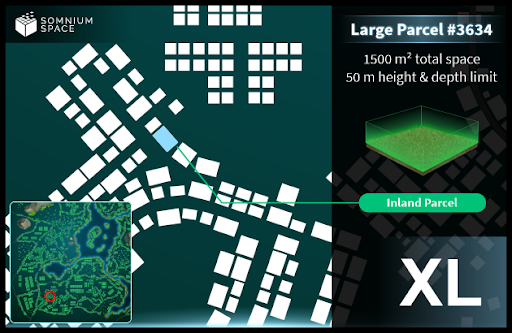 SOMNIUM
SPACE
Large Parcel #3634
1500 m² total space
50 m height & depth limit
Inland Parcel
XL